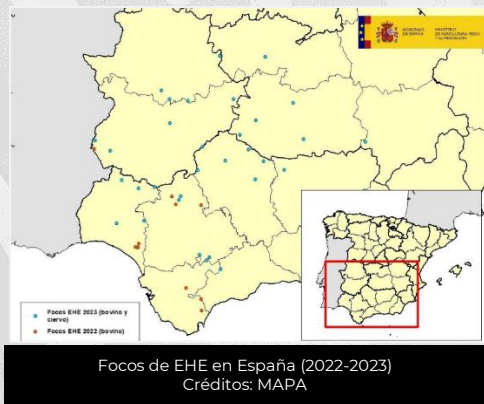 GOBIERNO
DE ESPAÑA
MINISTERIO
DE AGRICULTURA, PESCA
Y ALIMENTACIÓN
Focos EHE 2023 (bovino y
ciervo)
Focos EHE 2022 (bovino)
Focos de EHE en España (2022-2023)
Créditos: MAPA